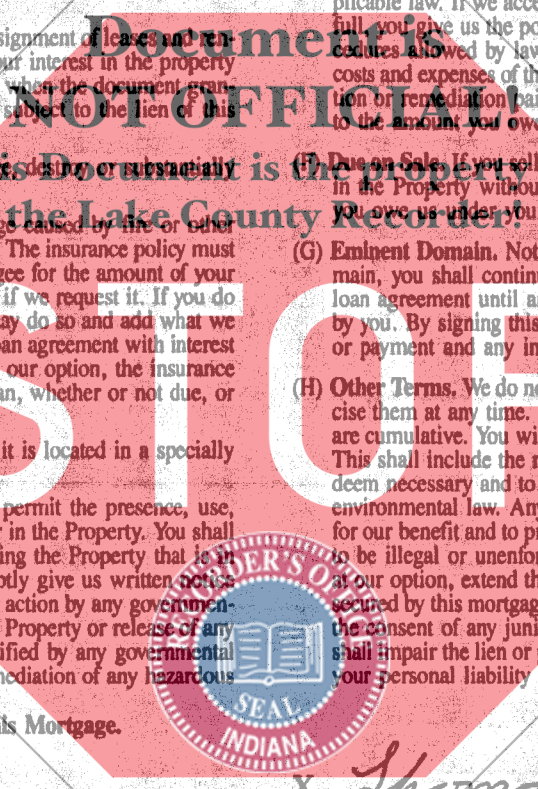 Document is
NOT OFFICIAL!
is Document is the property
the Lake County Recorder!
STOP
signment of leases and ren-
ur interest in the property
when the document gran-
subject to the lien of this
e, destroy or substantially
ge caused by fire or other
The insurance policy must
gee for the amount of your
if we request it. If you do
ay do so and add what we
oan agreement with interest
our option, the insurance
an, whether or not due, or
it is located in a specially
permit the presence, use,
in the Property. You shall
ing the Property that is in
ptly give us written notice
action by any governmen-
Property or release of any
ified by any governmental
mediation of any hazardous
is Mortgage.
plicable law. If we acce
full, you give us the po
cedures allowed by law
costs and expenses of th
tion or remediation pai
to the amount you owe
(F) Due on Sale. If you sell
in the Property withou
you owe us under you
(G) Eminent Domain. Not
main, you shall contin
loan agreement until a
by you. By signing this
or payment and any in
(H) Other Terms. We do no
cise them at any time.
are cumulative. You wi
This shall include the r
deem necessary and to
environmental law. An
for our benefit and to p
to be illegal or unenfor
at our option, extend th
secured by this mortgag
the consent of any juni
shall impair the lien or
your personal liability
RECORDER'S OFFICE
SEAL
INDIANA
X